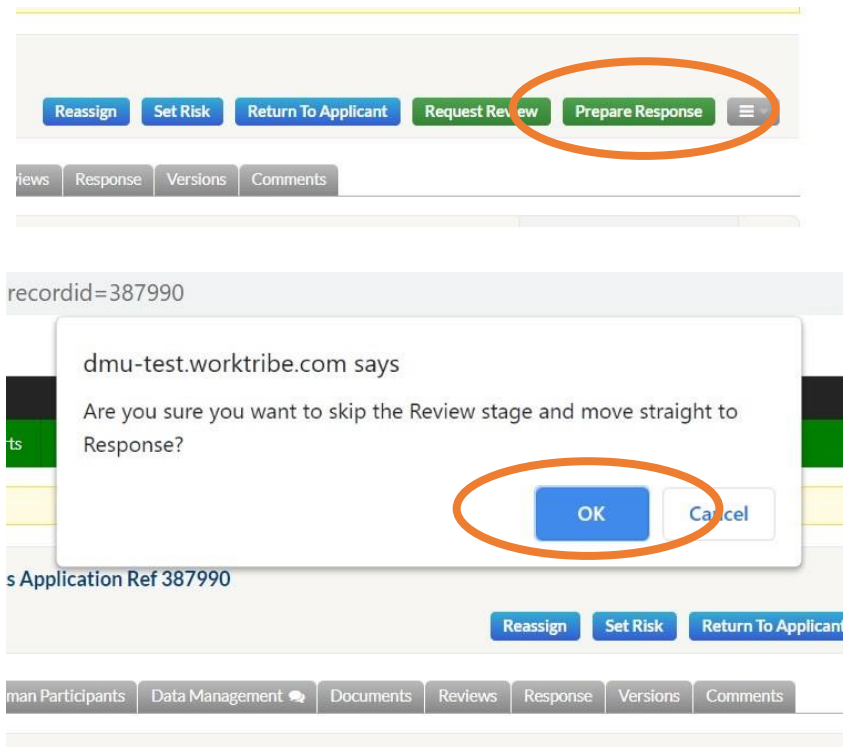 Reassign Set Risk Return To Applicant Request Review Prepare Response
Response Versions Comments
recordid=387990
dmu-test.worktribe.com says
Are you sure you want to skip the Review stage and move straight to
Response?
OK Cancel
s Application Ref 387990
Reassign Set Risk Return To Applicant
man Participants Data Management Documents Reviews Response Versions Comments